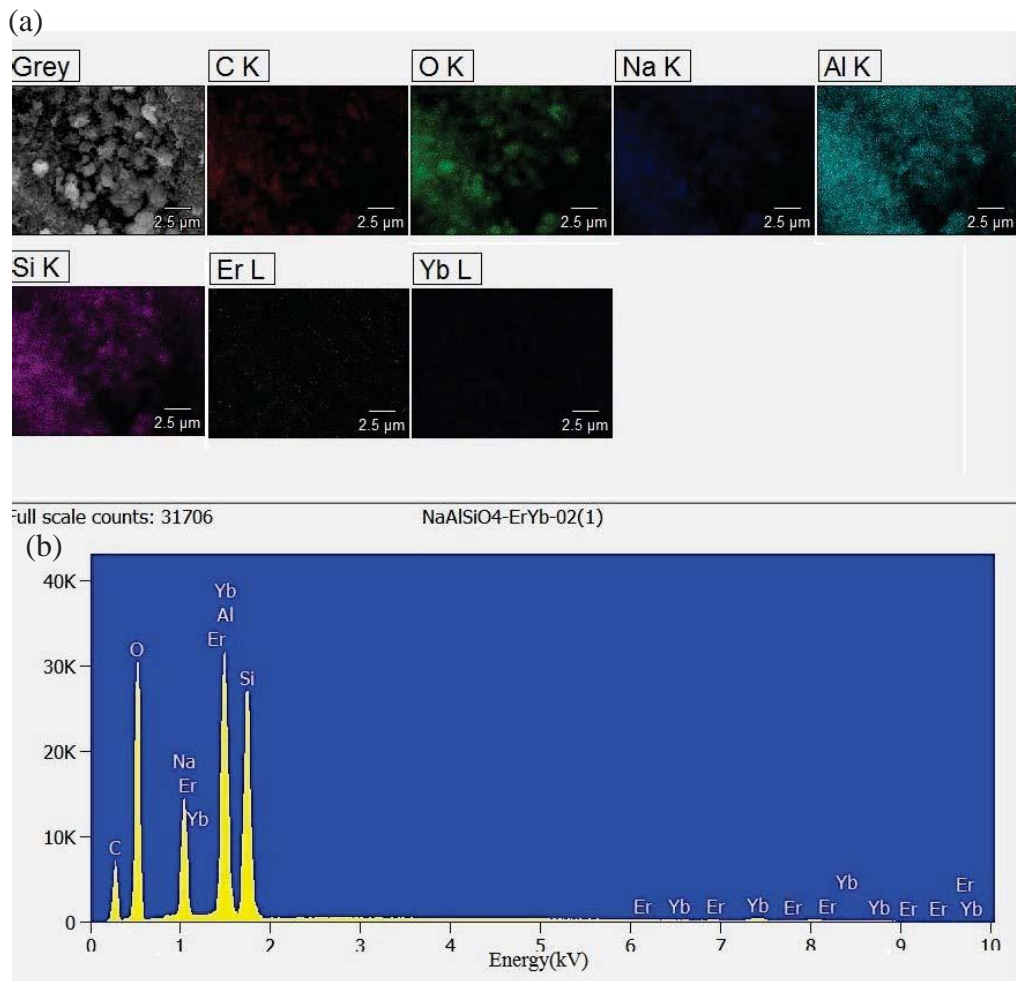 (a)
Grey C K O K Na K Al K
2.5 µm 2.5 µm 2.5 µm 2.5 µm 2.5 µm
Si K Er L Yb L
2.5 µm 2.5 µm 2.5 µm
Full scale counts: 31706 NaAlSiO4-ErYb-02(1)
(b)
40K
30K
20K
10K
0
C
O
Na
Er
Yb
Yb
Al
Er
Si
Er Yb Er Yb Er Er Yb Yb Er Er Er Yb
0 1 2 3 4 5 6 7 8 9 10
Energy(kV)